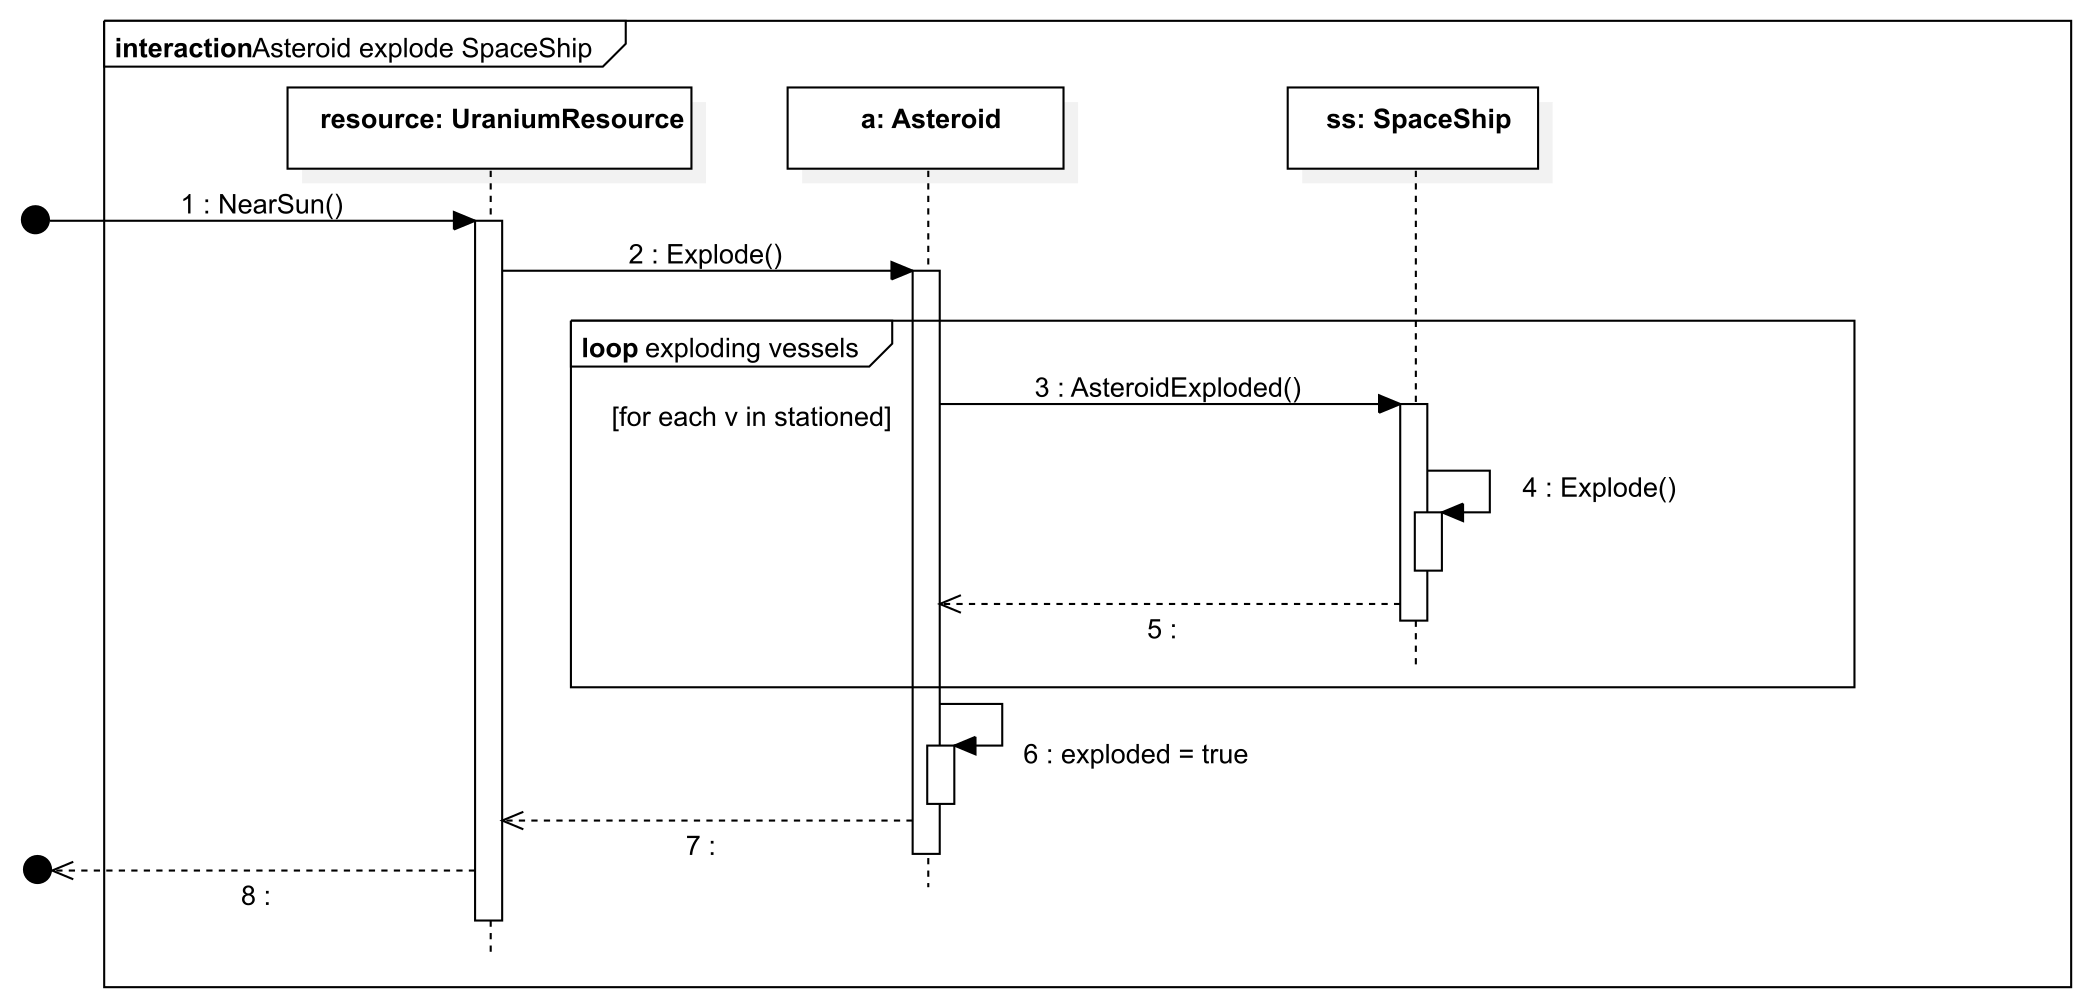 interactionAsteroid explode SpaceShip
resource: UraniumResource
a: Asteroid
ss: SpaceShip
1 : NearSun()
2 : Explode()
loop exploding vessels
3 : AsteroidExploded()
[for each v in stationed]
4 : Explode()
5 :
6 : exploded = true
7 :
8 :